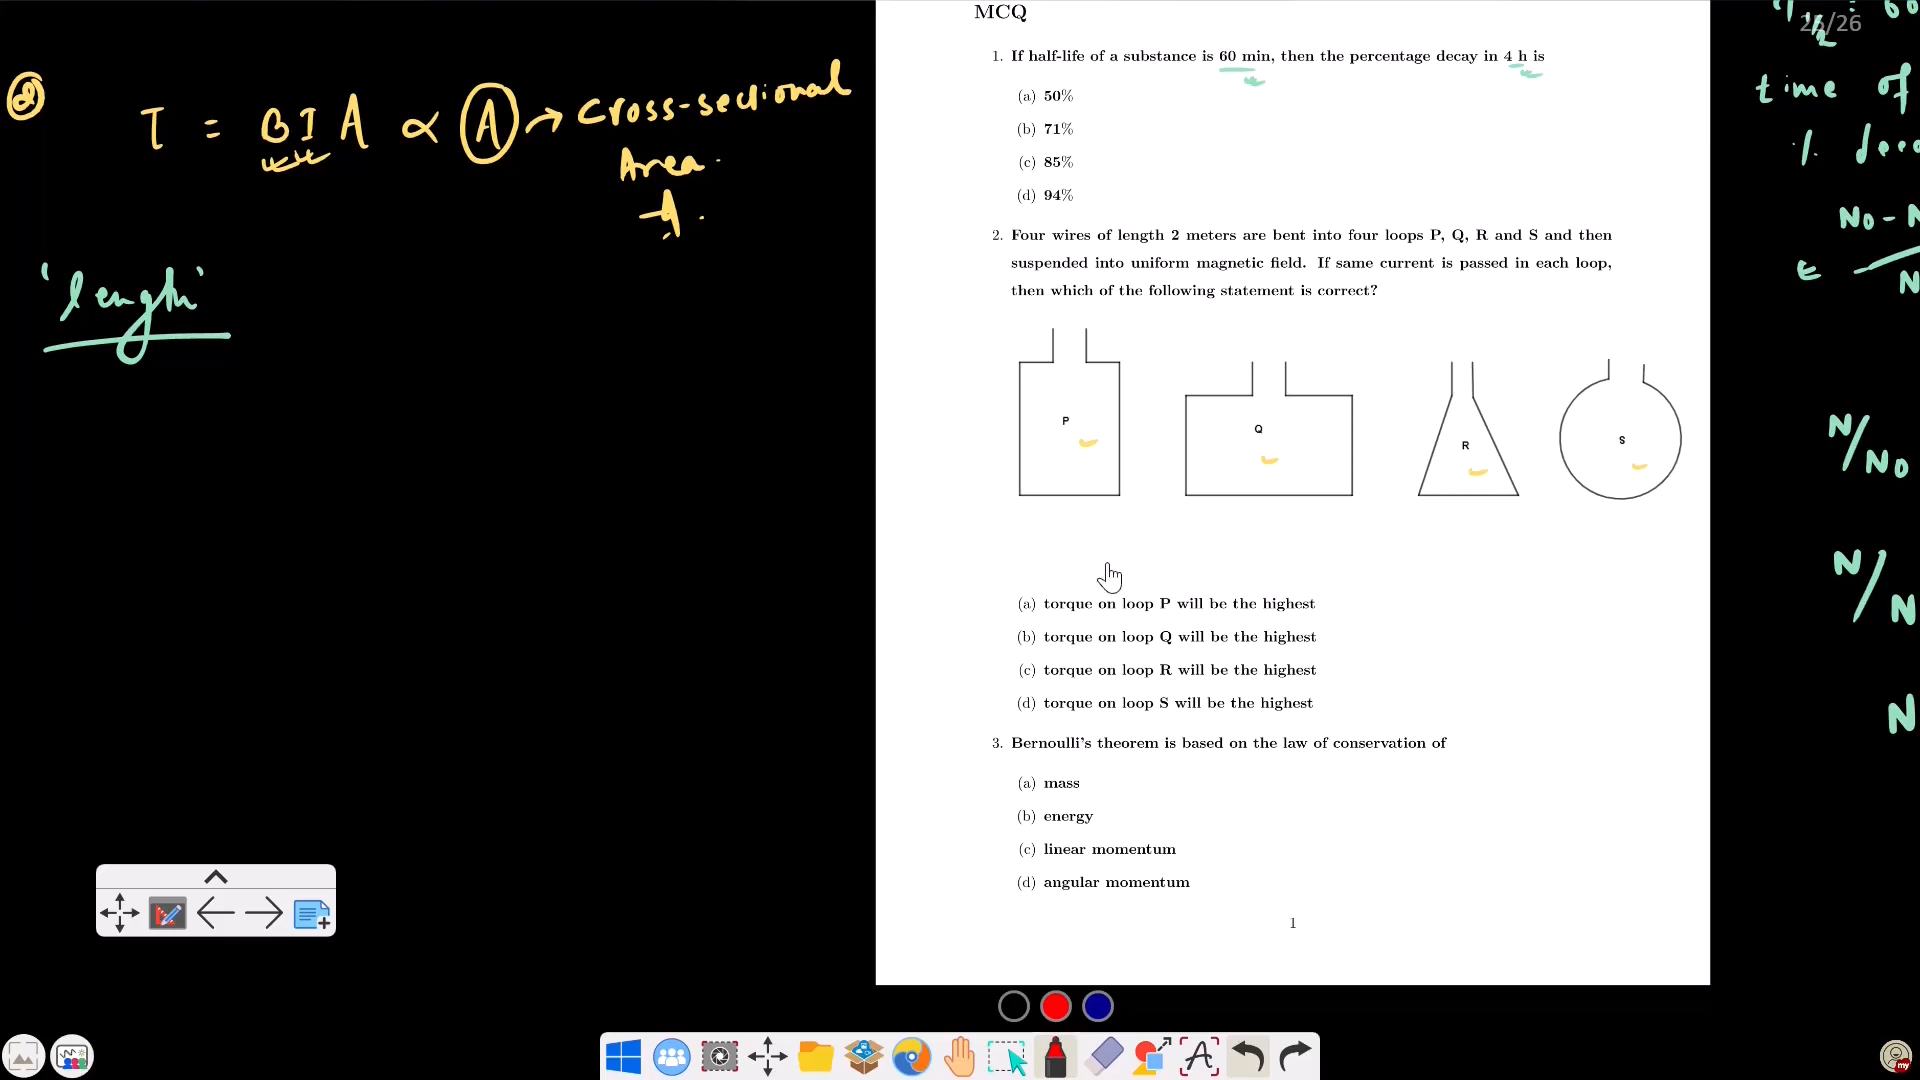 ② T = BIA ∝ A → Cross-sectional
Area.
A.
'length'
MCQ
1. If half-life of a substance is 60 min, then the percentage decay in 4 h is
(a) 50%
(b) 71%
(c) 85%
(d) 94%
2. Four wires of length 2 meters are bent into four loops P, Q, R and S and then
suspended into uniform magnetic field. If same current is passed in each loop,
then which of the following statement is correct?
P Q R S
(a) torque on loop P will be the highest
(b) torque on loop Q will be the highest
(c) torque on loop R will be the highest
(d) torque on loop S will be the highest
3. Bernoulli's theorem is based on the law of conservation of
(a) mass
(b) energy
(c) linear momentum
(d) angular momentum
1
/26
time of
%
No - N
N
N/No
N/N
N
my